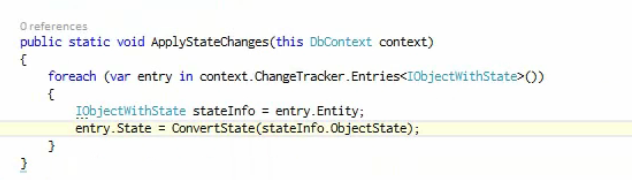 0 references
public static void ApplyStateChanges(this DbContext context)
{
foreach (var entry in context.ChangeTracker.Entries<IObjectWithState>())
{
IObjectWithState stateInfo = entry.Entity;
entry.State = ConvertState(stateInfo.ObjectState);
}
}